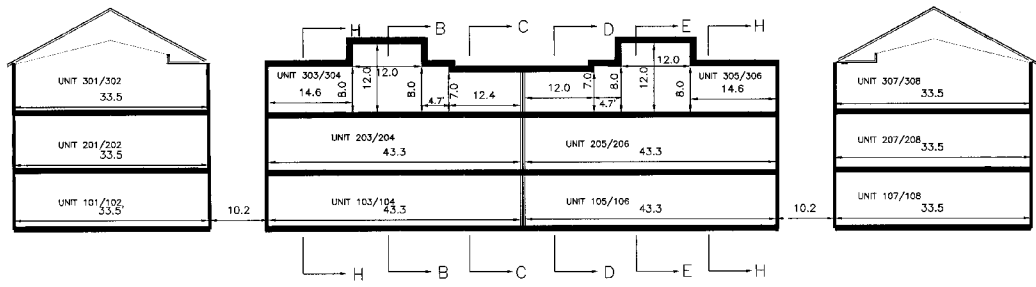 H B C D E H
UNIT 301/302
33.5
UNIT 201/202
33.5
UNIT 101/102
33.5
10.2
UNIT 303/304
14.6
8.0
12.0
12.0
8.0
4.7'
7.0
12.4
12.0
7.0
4.7'
8.0
12.0
12.0
8.0
UNIT 305/306
14.6
UNIT 203/204
43.3
UNIT 205/206
43.3
UNIT 103/104
43.3
UNIT 105/106
43.3
10.2
UNIT 307/308
33.5
UNIT 207/208
33.5
UNIT 107/108
33.5
H B C D E H